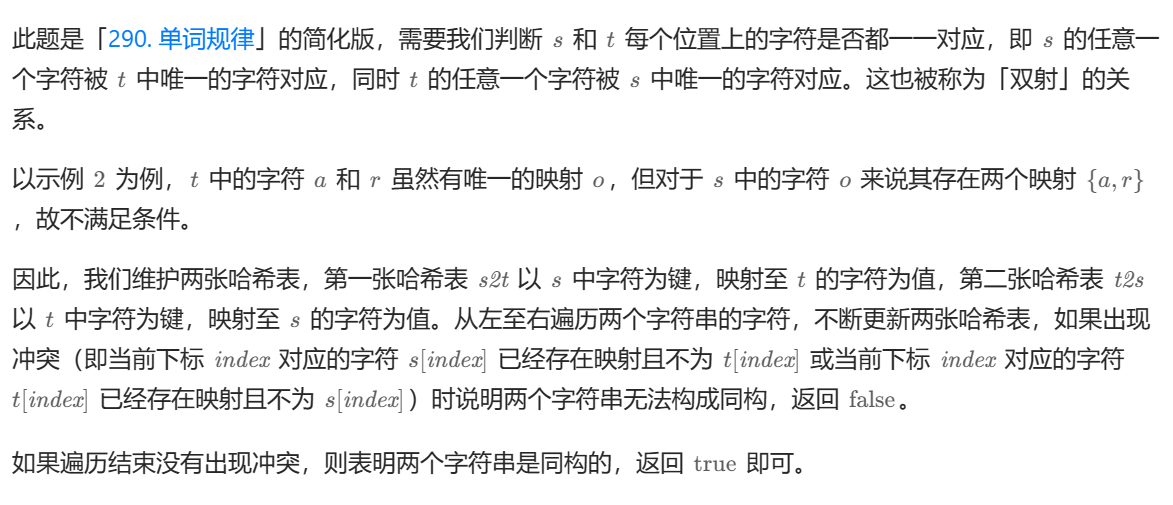 此题是「290. 单词规律」的简化版，需要我们判断 s 和 t 每个位置上的字符是否都一一对应，即 s 的任意一
个字符被 t 中唯一的字符对应，同时 t 的任意一个字符被 s 中唯一的字符对应。这也被称为「双射」的关
系。
以示例 2 为例，t 中的字符 a 和 r 虽然有唯一的映射 o，但对于 s 中的字符 o 来说其存在两个映射 {a, r}
，故不满足条件。
因此，我们维护两张哈希表，第一张哈希表 s2t 以 s 中字符为键，映射至 t 的字符为值，第二张哈希表 t2s
以 t 中字符为键，映射至 s 的字符为值。从左至右遍历两个字符串的字符，不断更新两张哈希表，如果出现
冲突（即当前下标 index 对应的字符 s[index] 已经存在映射且不为 t[index] 或当前下标 index 对应的字符
t[index] 已经存在映射且不为 s[index]）时说明两个字符串无法构成同构，返回 false。
如果遍历结束没有出现冲突，则表明两个字符串是同构的，返回 true 即可。